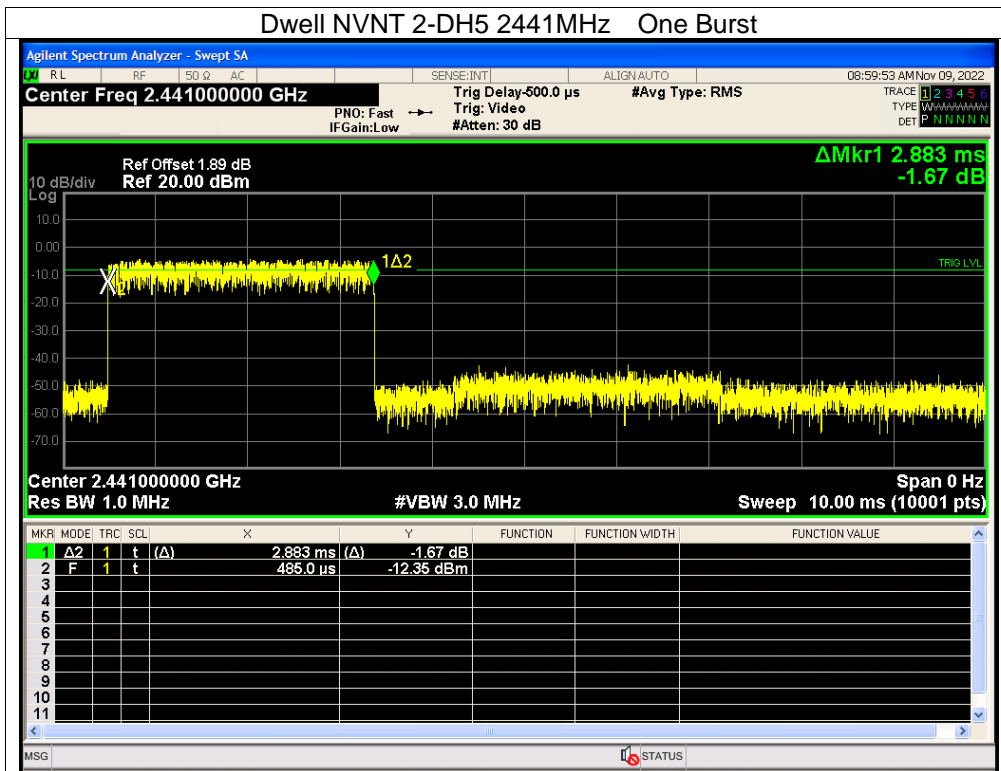 Dwell NVNT 2-DH5 2441MHz One Burst
Agilent Spectrum Analyzer - Swept SA
LXI RL RF 50 Ω AC SENSE:INT ALIGN AUTO 08:59:53 AM Nov 09, 2022
Center Freq 2.441000000 GHz Trig Delay-500.0 µs #Avg Type: RMS TRACE 1 2 3 4 5 6
PNO: Fast Trig: Video TYPE WWWWWW
IFGain:Low #Atten: 30 dB DET P N N N N N
ΔMkr1 2.883 ms
-1.67 dB
Ref Offset 1.89 dB
10 dB/div Ref 20.00 dBm
Log
10.0
0.00
1Δ2
TRIG LVL
-10.0
-20.0
-30.0
-40.0
-50.0
-60.0
-70.0
Center 2.441000000 GHz Span 0 Hz
Res BW 1.0 MHz #VBW 3.0 MHz Sweep 10.00 ms (10001 pts)
MKR MODE TRC SCL X Y FUNCTION FUNCTION WIDTH FUNCTION VALUE
1 Δ2 1 t (Δ) 2.883 ms (Δ) -1.67 dB
2 F 1 t 485.0 µs -12.35 dBm
3
4
5
6
7
8
9
10
11
MSG STATUS